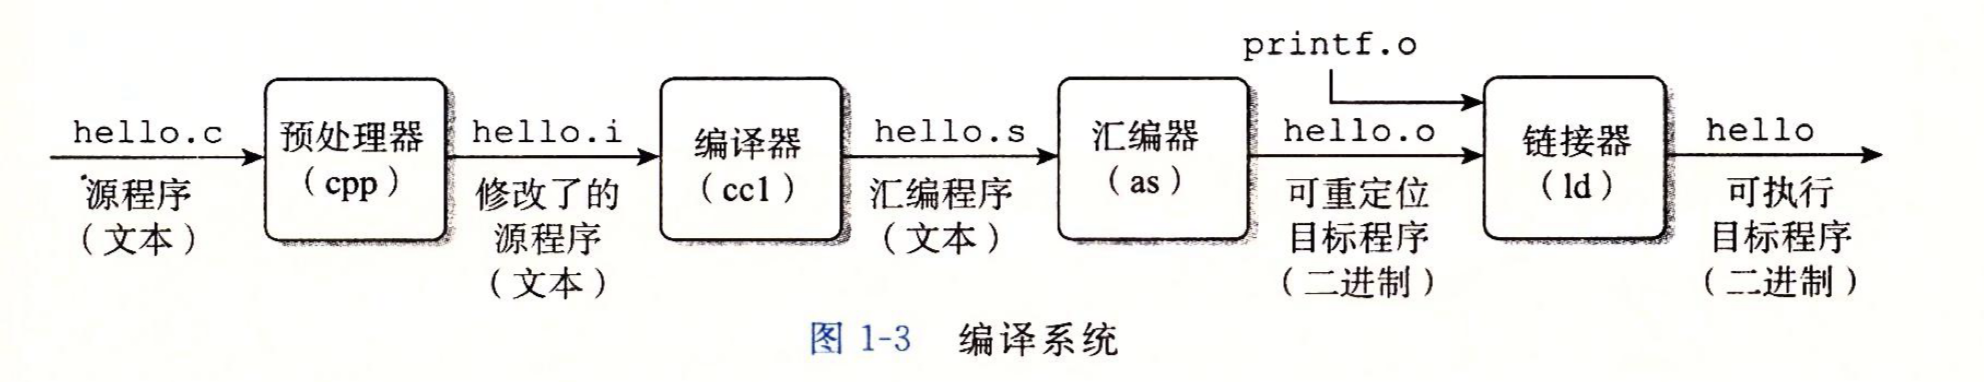 printf.o
hello.c
预处理器
(cpp)
hello.i
编译器
(cc1)
hello.s
汇编器
(as)
hello.o
链接器
(ld)
hello
源程序
(文本)
修改了的
源程序
(文本)
汇编程序
(文本)
可重定位
目标程序
(二进制)
可执行
目标程序
(二进制)
图 1-3 编译系统